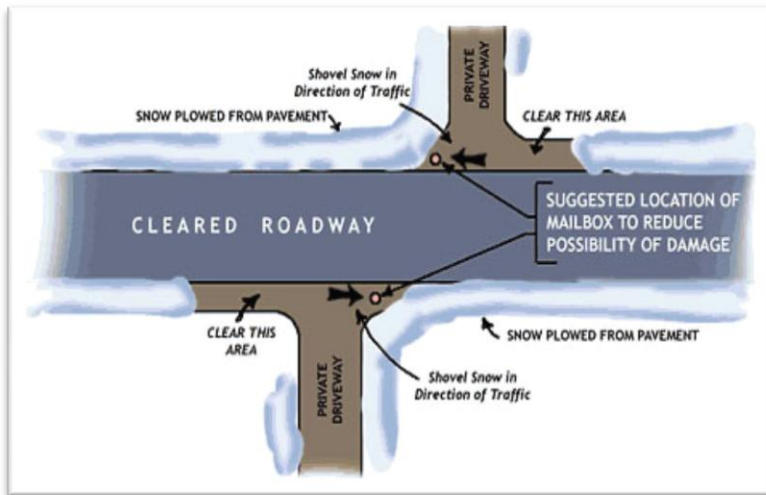 PRIVATE
DRIVEWAY
Shovel Snow in
Direction of Traffic
SNOW PLOWED FROM PAVEMENT
CLEAR THIS AREA
CLEARED ROADWAY
SUGGESTED LOCATION OF
MAILBOX TO REDUCE
POSSIBILITY OF DAMAGE
CLEAR THIS
AREA
SNOW PLOWED FROM PAVEMENT
PRIVATE
DRIVEWAY
Shovel Snow in
Direction of Traffic